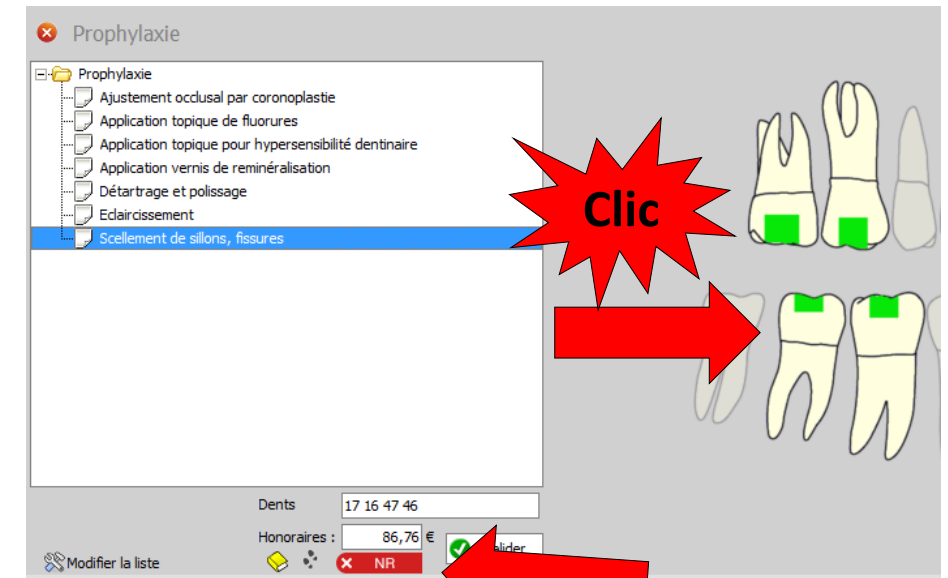 Prophylaxie
Prophylaxie
Ajustement occlusal par coronoplastie
Application topique de fluorures
Application topique pour hypersensibilité dentinaire
Application vernis de reminéralisation
Détartrage et polissage
Eclaircissement
Scellement de sillons, fissures
Clic
Dents
17 16 47 46
Honoraires :
86,76 €
Modifier la liste
NR